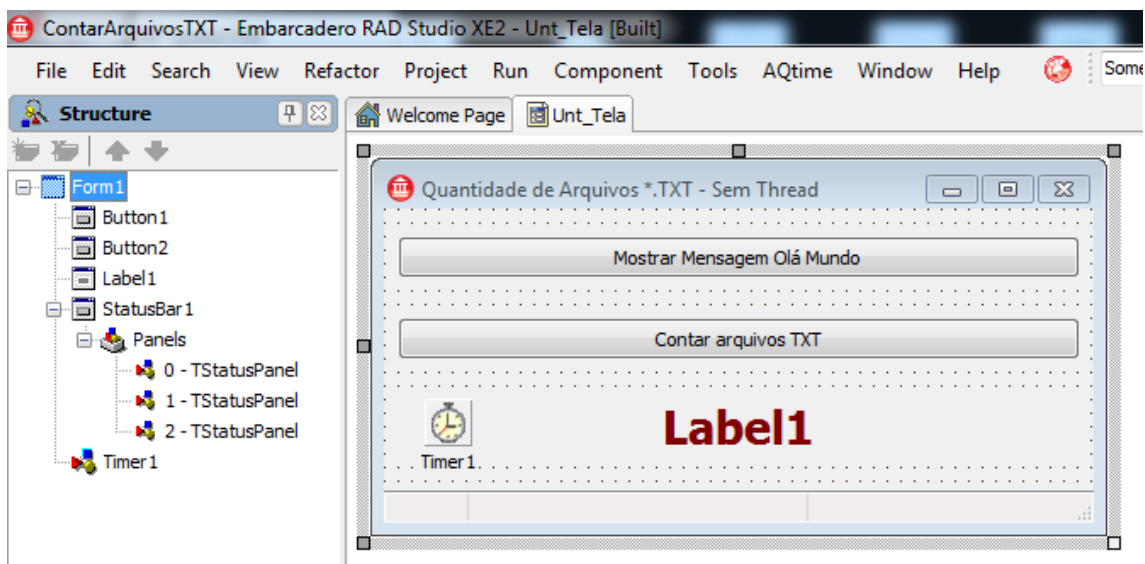 ContarArquivosTXT - Embarcadero RAD Studio XE2 - Unt_Tela [Built]
File Edit Search View Refactor Project Run Component Tools AQtime Window Help Some
Structure
Welcome Page Unt_Tela
Form1
Button1
Button2
Label1
StatusBar1
Panels
0 - TStatusPanel
1 - TStatusPanel
2 - TStatusPanel
Timer1
Quantidade de Arquivos *.TXT - Sem Thread
Mostrar Mensagem Olá Mundo
Contar arquivos TXT
Label1
Timer1